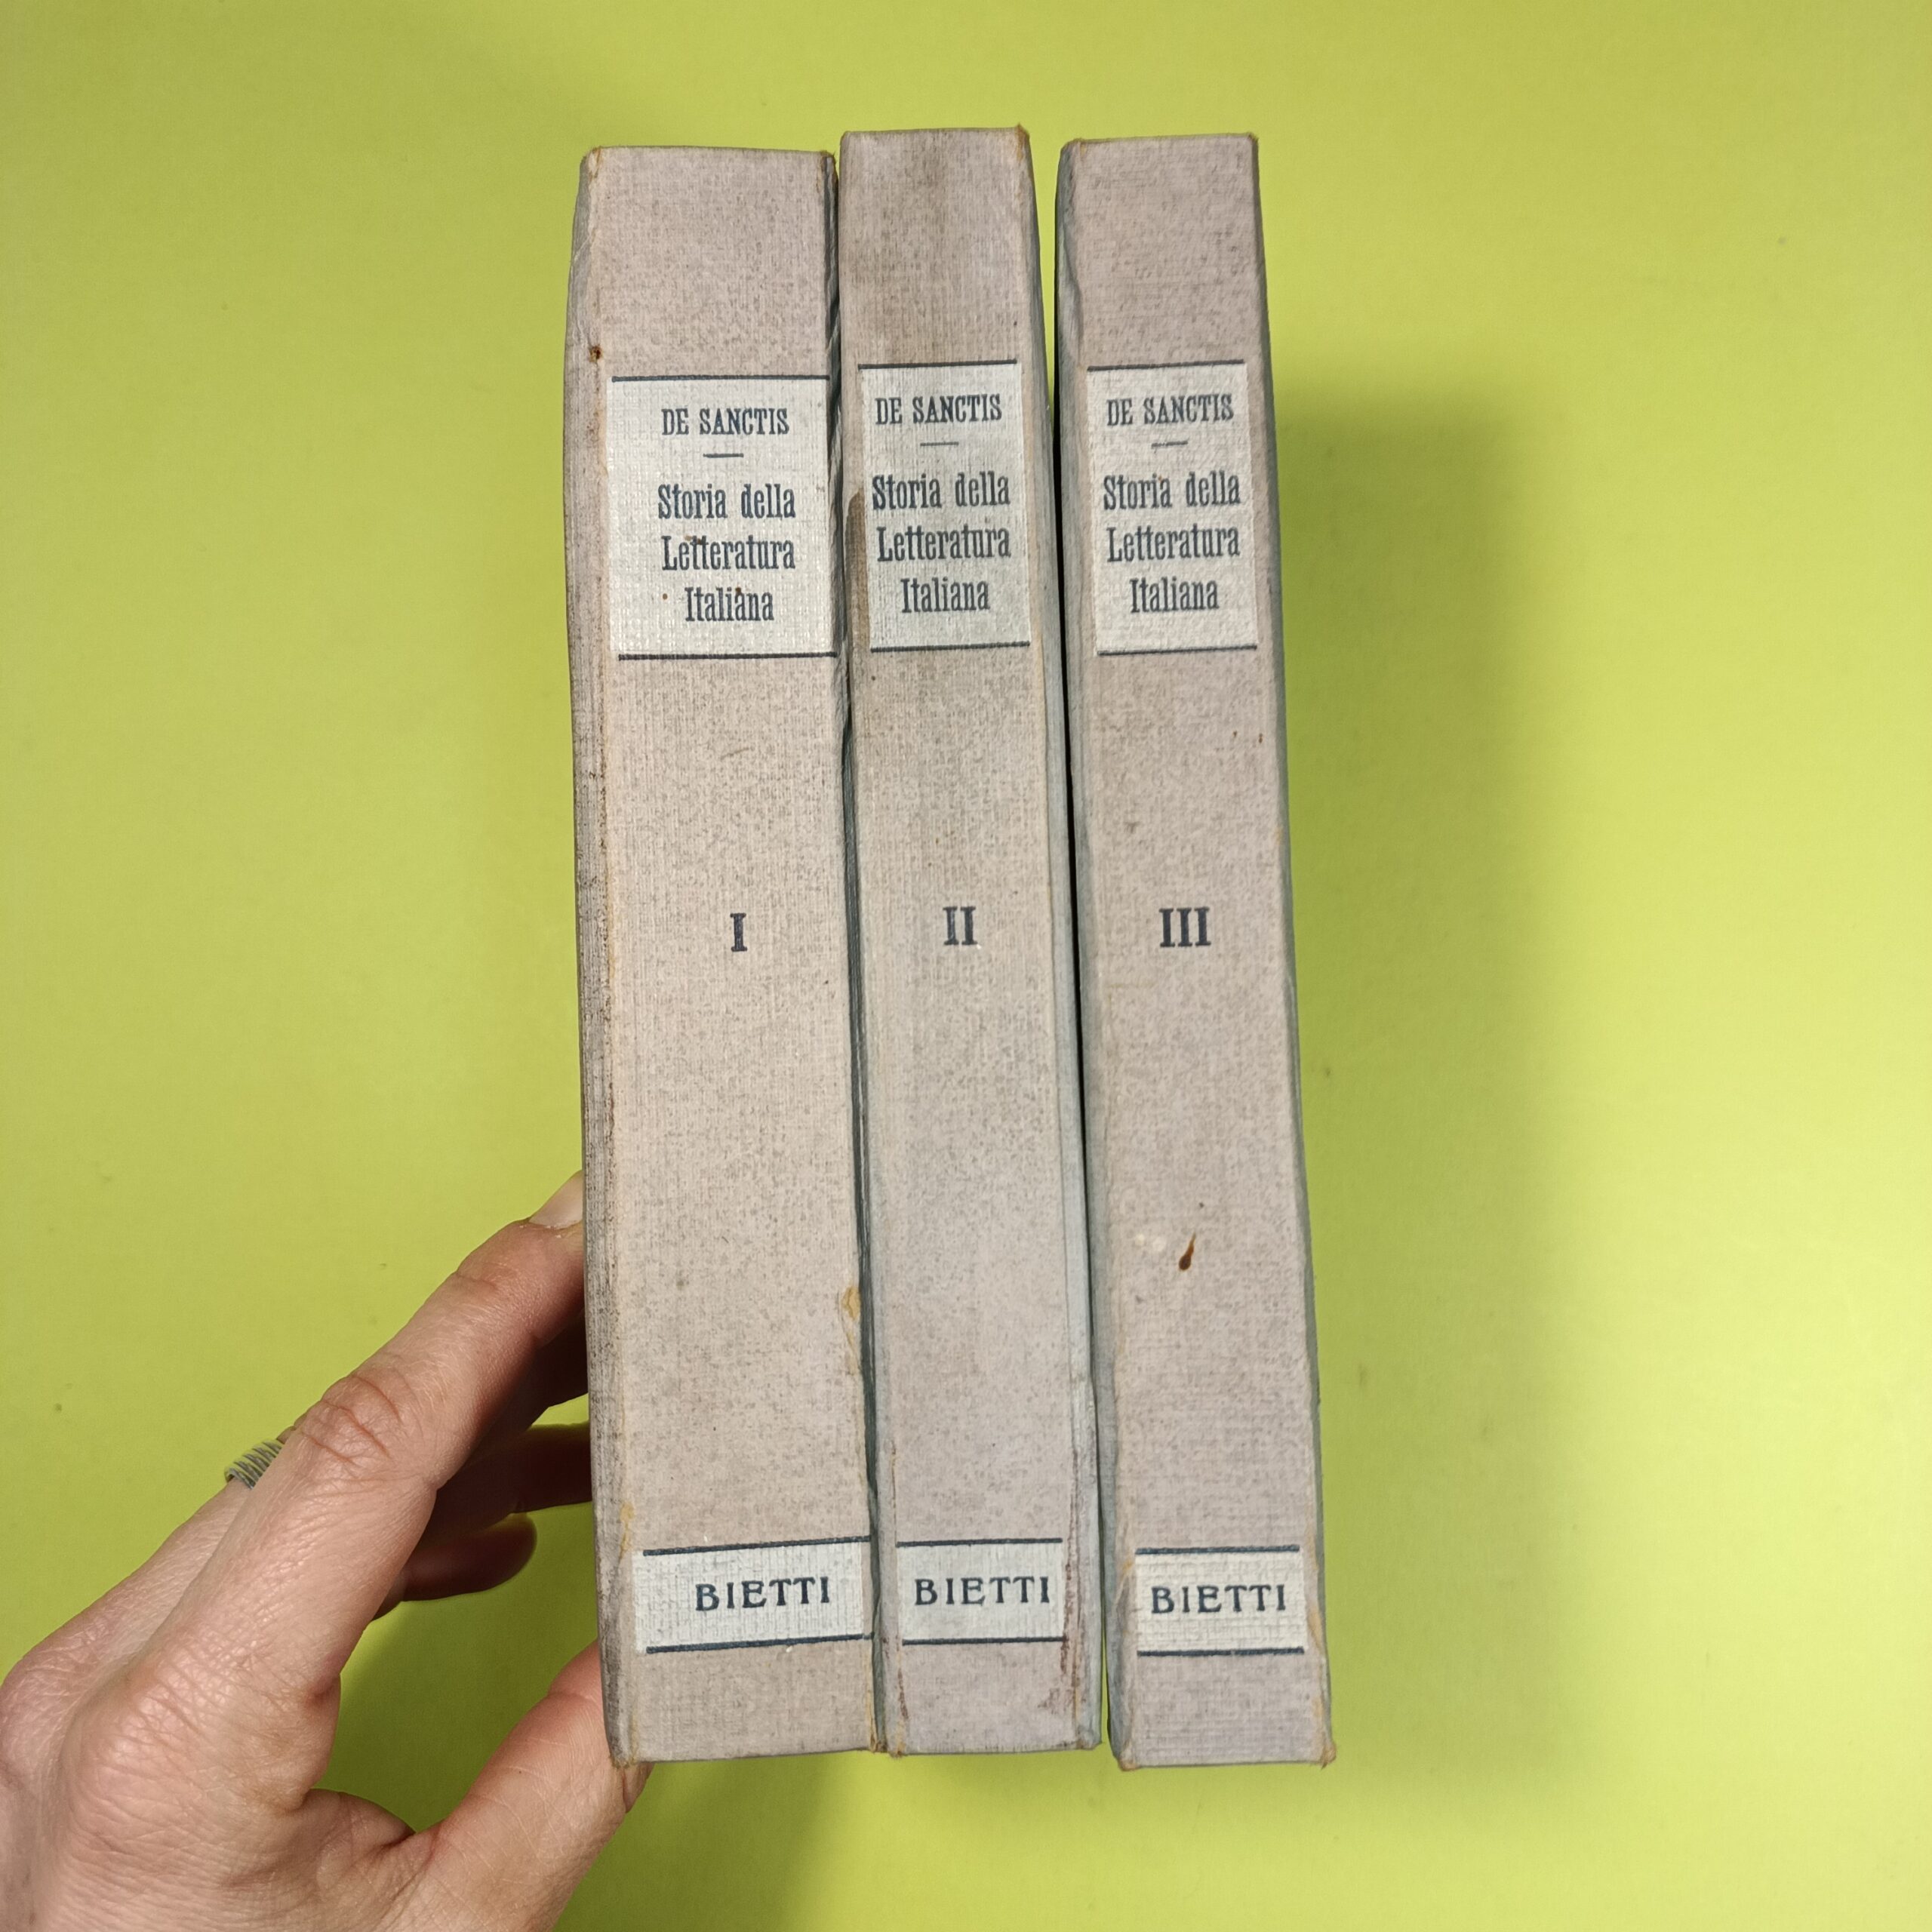 DE SANCTIS
Storia della
Letteratura
Italiana
I
BIETTI
DE SANCTIS
Storia della
Letteratura
Italiana
II
BIETTI
DE SANCTIS
Storia della
Letteratura
Italiana
III
BIETTI